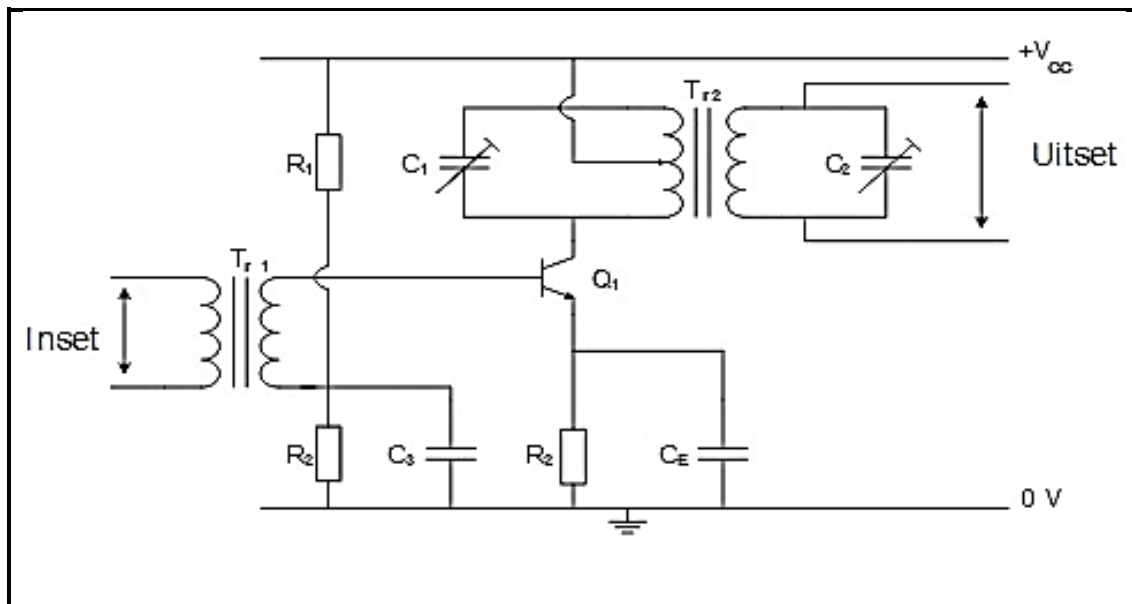 +Vcc
Tr2
R1
C1
C2
Uitset
Tr 1
Q1
Inset
R2
C3
R2
CE
0 V